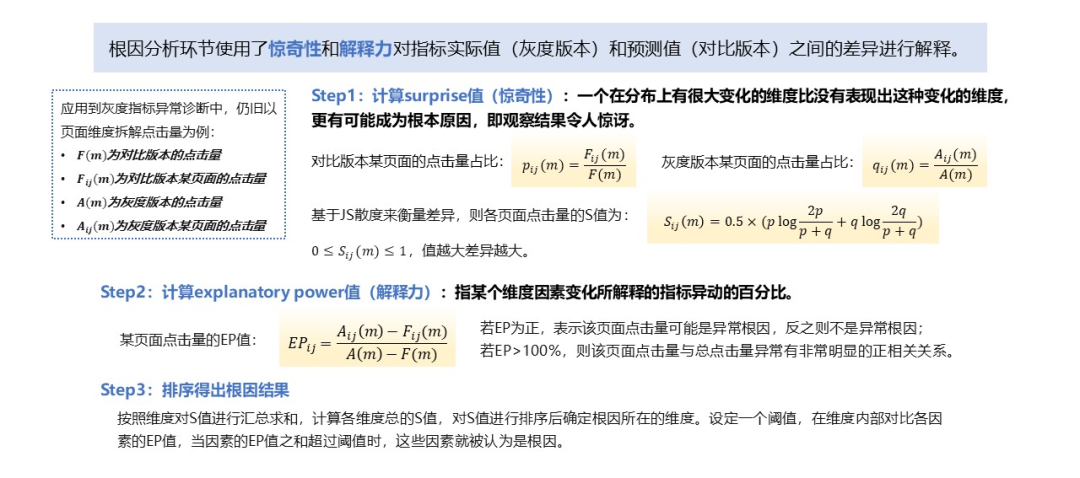 根因分析环节使用了惊奇性和解释力对指标实际值（灰度版本）和预测值（对比版本）之间的差异进行解释。
应用到灰度指标异常诊断中，仍旧以
页面维度拆解点击量为例：
• F(m)为对比版本的点击量
• F_{ij}(m)为对比版本某页面的点击量
• A(m)为灰度版本的点击量
• A_{ij}(m)为灰度版本某页面的点击量
Step1：计算surprise值（惊奇性）：一个在分布上有很大变化的维度比没有表现出这种变化的维度，
更有可能成为根本原因，即观察结果令人惊讶。
对比版本某页面的点击量占比： p_{ij}(m) = F_{ij}(m) / F(m) 灰度版本某页面的点击量占比： q_{ij}(m) = A_{ij}(m) / A(m)
基于JS散度来衡量差异，则各页面点击量的S值为： S_{ij}(m) = 0.5 × (p log 2p / p + q + q log 2q / p + q)
0 ≤ S_{ij}(m) ≤ 1，值越大差异越大。
Step2：计算explanatory power值（解释力）：指某个维度因素变化所解释的指标异动的百分比。
某页面点击量的EP值： EP_{ij} = A_{ij}(m) − F_{ij}(m) / A(m) − F(m)
若EP为正，表示该页面点击量可能是异常根因，反之则不是异常根因；
若EP>100%，则该页面点击量与总点击量异常有非常明显的正相关关系。
Step3：排序得出根因结果
按照维度对S值进行汇总求和，计算各维度总的S值，对S值进行排序后确定根因所在的维度。设定一个阈值，在维度内部对比各因
素的EP值，当因素的EP值之和超过阈值时，这些因素就被认为是根因。